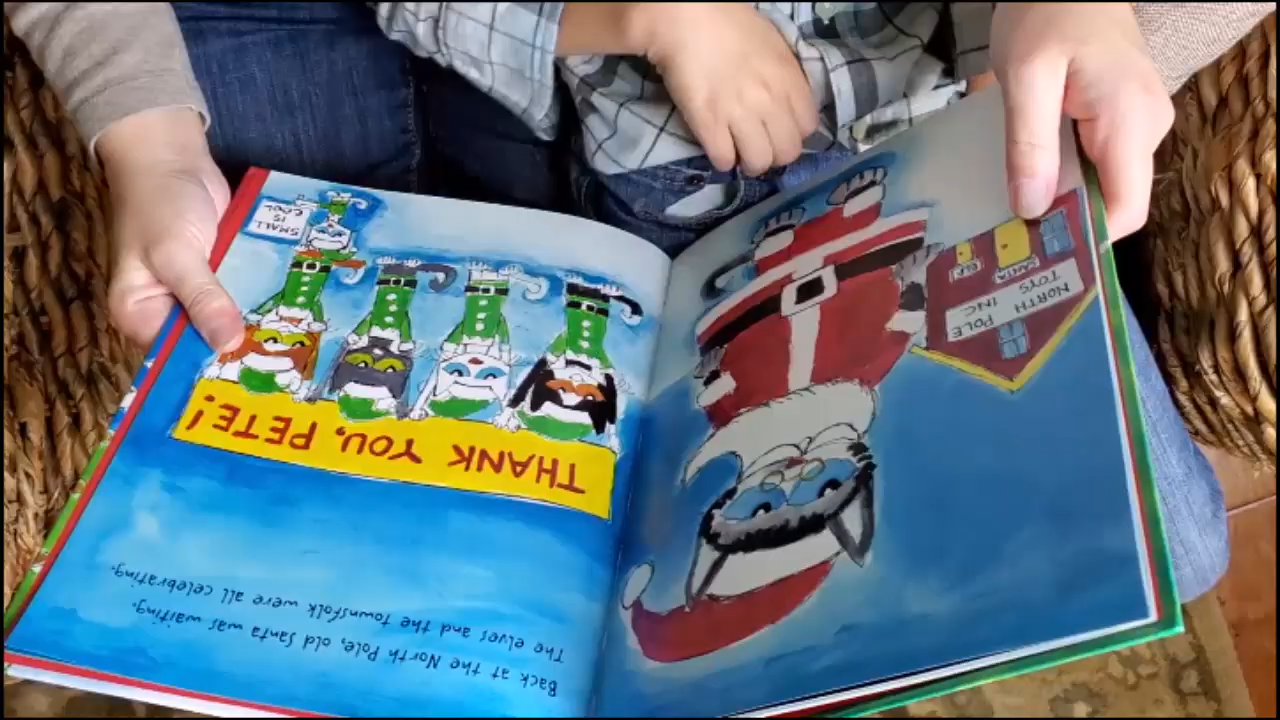 Back at the North Pole, old Santa was waiting.
The elves and the townsfolk were all celebrating.
THANK YOU, PETE!
SMALL
IS
COOL
NORTH POLE
TOYS INC.
SANTA
ELF